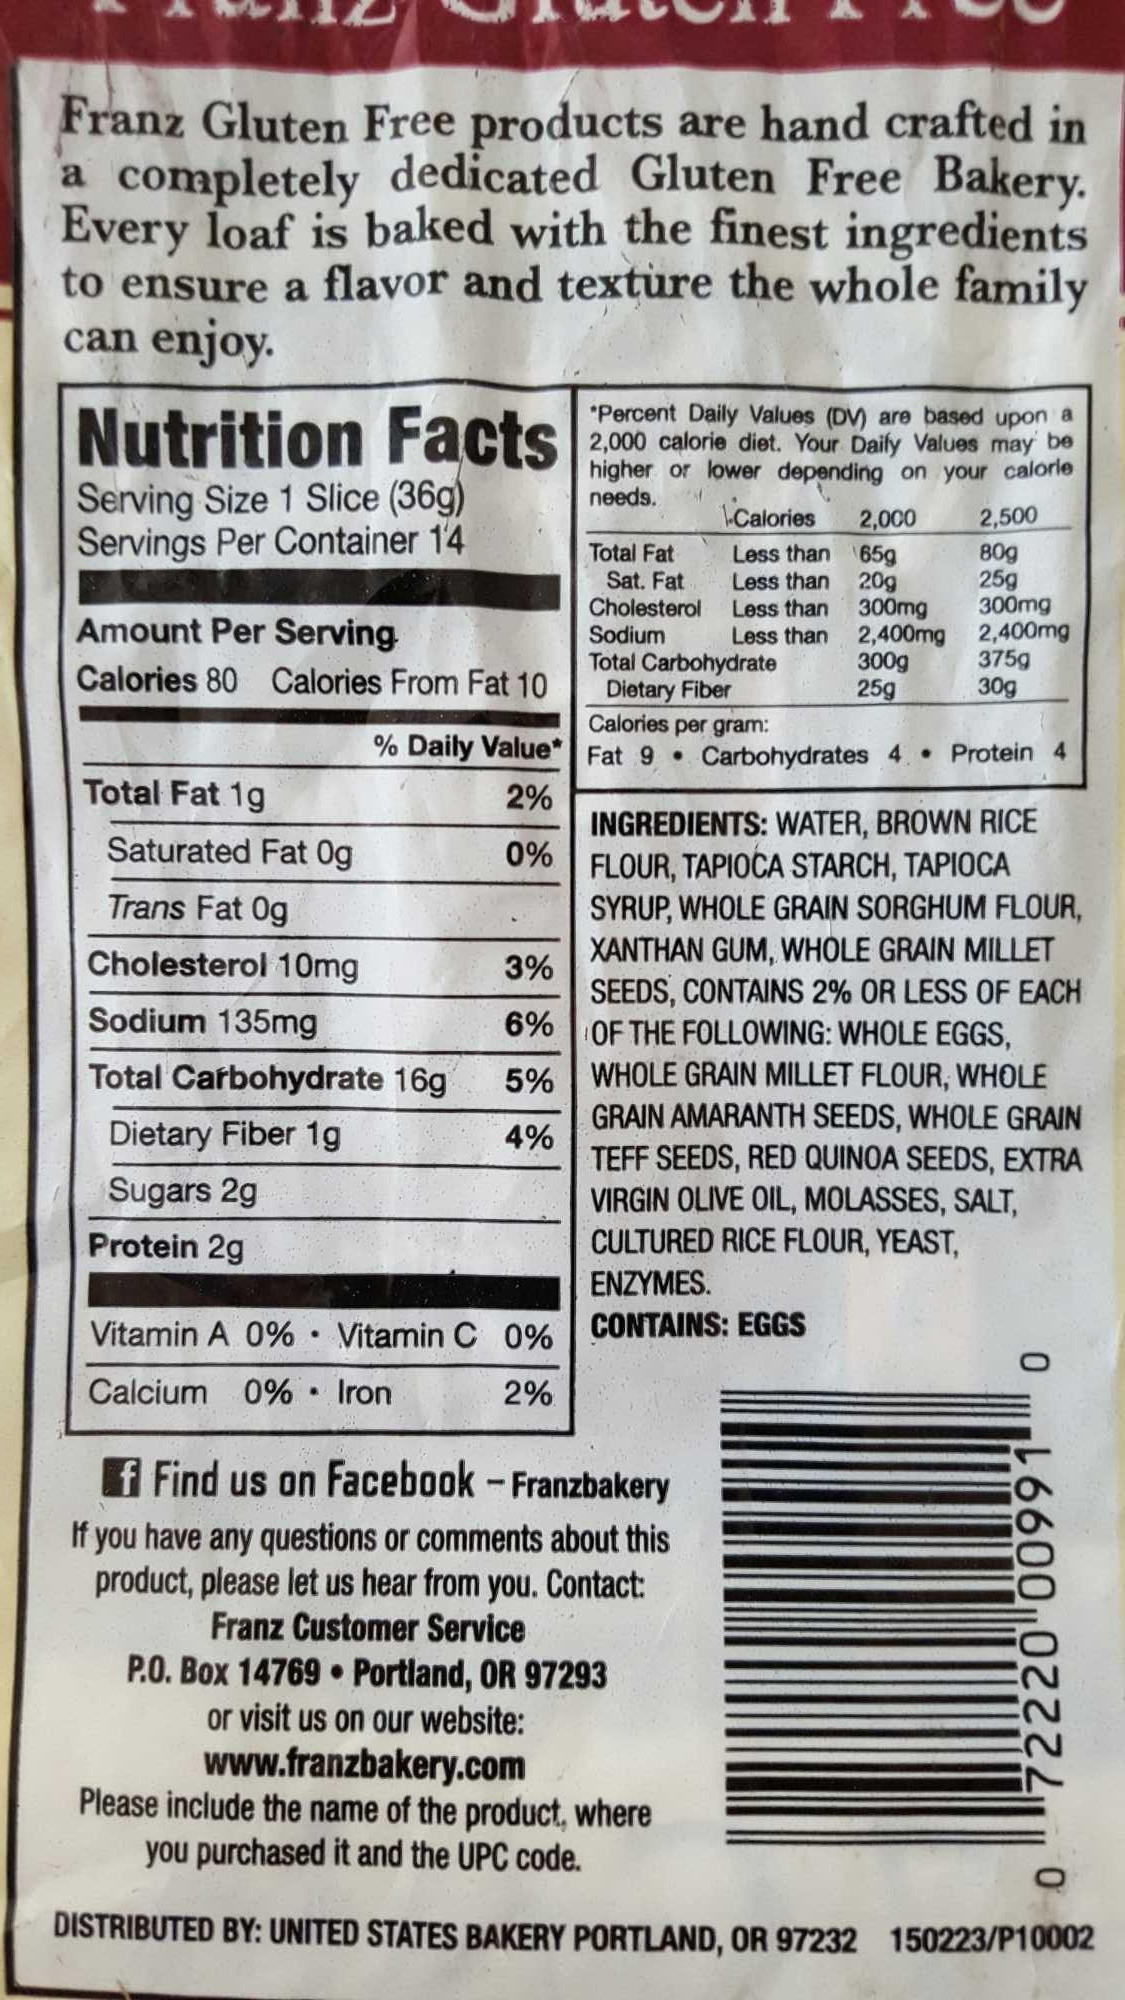 Franz Gluten Free
Franz Gluten Free products are hand crafted in
a completely dedicated Gluten Free Bakery.
Every loaf is baked with the finest ingredients
to ensure a flavor and texture the whole family
can enjoy.
Nutrition Facts
Serving Size 1 Slice (36g)
Servings Per Container 14
Amount Per Serving
Calories 80 Calories From Fat 10
% Daily Value*
Total Fat 1g 2%
Saturated Fat 0g 0%
Trans Fat 0g
Cholesterol 10mg 3%
Sodium 135mg 6%
Total Carbohydrate 16g 5%
Dietary Fiber 1g 4%
Sugars 2g
Protein 2g
Vitamin A 0% • Vitamin C 0%
Calcium 0% • Iron 2%
*Percent Daily Values (DV) are based upon a
2,000 calorie diet. Your Daily Values may be
higher or lower depending on your calorie
needs.
Calories 2,000 2,500
Total Fat Less than 65g 80g
Sat. Fat Less than 20g 25g
Cholesterol Less than 300mg 300mg
Sodium Less than 2,400mg 2,400mg
Total Carbohydrate 300g 375g
Dietary Fiber 25g 30g
Calories per gram:
Fat 9 • Carbohydrates 4 • Protein 4
INGREDIENTS: WATER, BROWN RICE
FLOUR, TAPIOCA STARCH, TAPIOCA
SYRUP, WHOLE GRAIN SORGHUM FLOUR,
XANTHAN GUM, WHOLE GRAIN MILLET
SEEDS, CONTAINS 2% OR LESS OF EACH
OF THE FOLLOWING: WHOLE EGGS,
WHOLE GRAIN MILLET FLOUR, WHOLE
GRAIN AMARANTH SEEDS, WHOLE GRAIN
TEFF SEEDS, RED QUINOA SEEDS, EXTRA
VIRGIN OLIVE OIL, MOLASSES, SALT,
CULTURED RICE FLOUR, YEAST,
ENZYMES.
CONTAINS: EGGS
f Find us on Facebook – Franzbakery
If you have any questions or comments about this
product, please let us hear from you. Contact:
Franz Customer Service
P.O. Box 14769 • Portland, OR 97293
or visit us on our website:
www.franzbakery.com
Please include the name of the product, where
you purchased it and the UPC code.
0 72220 00991 0
DISTRIBUTED BY: UNITED STATES BAKERY PORTLAND, OR 97232 150223/P10002